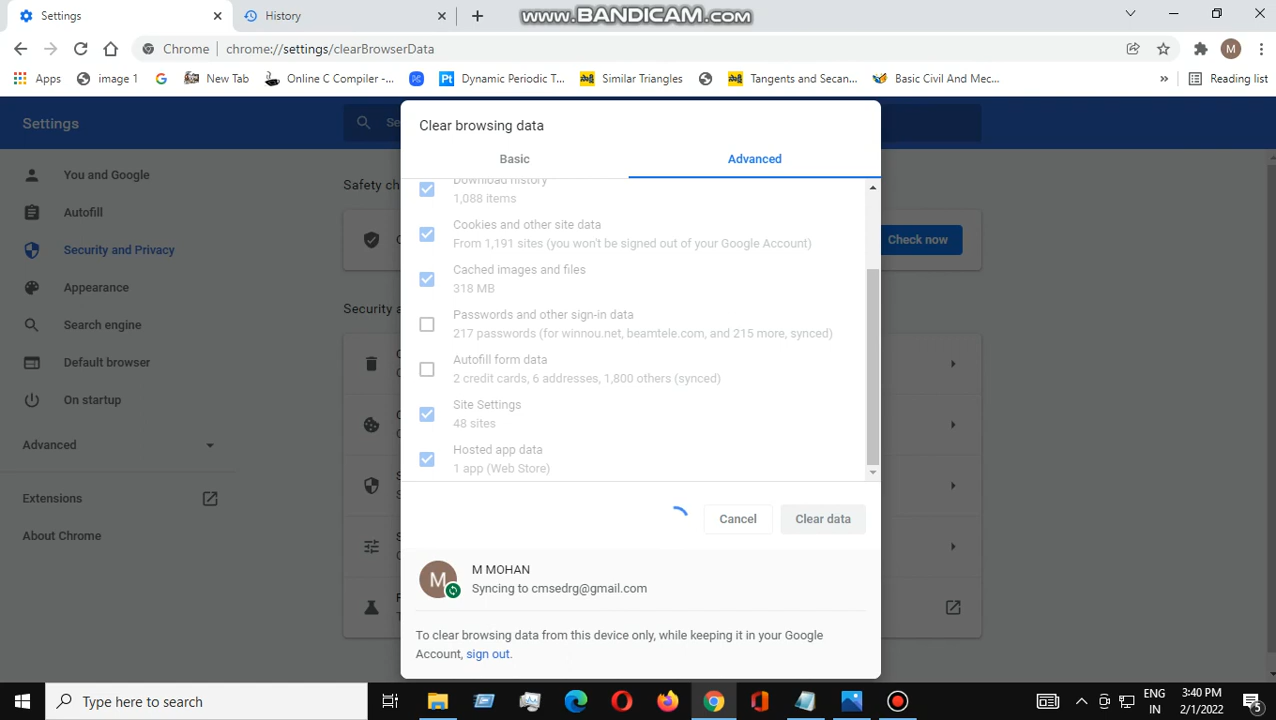 Settings
History
www.BANDICAM.com
Chrome
chrome://settings/clearBrowserData
M
Apps
image 1
New Tab
Online C Compiler -...
Dynamic Periodic T...
Similar Triangles
Tangents and Secan...
Basic Civil And Mec...
Reading list
Settings
Se
Clear browsing data
Basic
Advanced
You and Google
Autofill
Security and Privacy
Appearance
Search engine
Default browser
On startup
Advanced
Extensions
About Chrome
Safety ch
Check now
Security a
Download history
1,088 items
Cookies and other site data
From 1,191 sites (you won't be signed out of your Google Account)
Cached images and files
318 MB
Passwords and other sign-in data
217 passwords (for winnou.net, beamtele.com, and 215 more, synced)
Autofill form data
2 credit cards, 6 addresses, 1,800 others (synced)
Site Settings
48 sites
Hosted app data
1 app (Web Store)
Cancel
Clear data
M
M MOHAN
Syncing to cmsedrg@gmail.com
To clear browsing data from this device only, while keeping it in your Google
Account, sign out.
Type here to search
ENG
IN
3:40 PM
2/1/2022
5